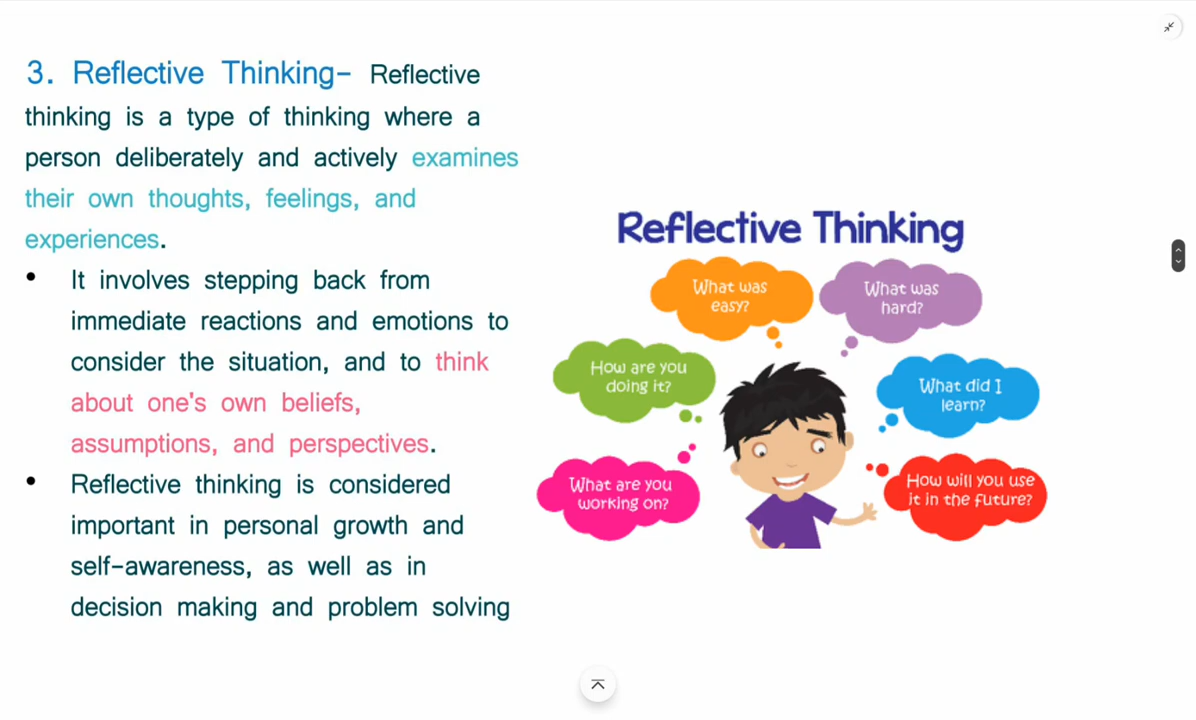 3. Reflective Thinking- Reflective
thinking is a type of thinking where a
person deliberately and actively examines
their own thoughts, feelings, and
experiences.
• It involves stepping back from
immediate reactions and emotions to
consider the situation, and to think
about one's own beliefs,
assumptions, and perspectives.
• Reflective thinking is considered
important in personal growth and
self-awareness, as well as in
decision making and problem solving
Reflective Thinking
What was
easy?
What was
hard?
How are you
doing it?
What did I
learn?
What are you
working on?
How will you use
it in the future?